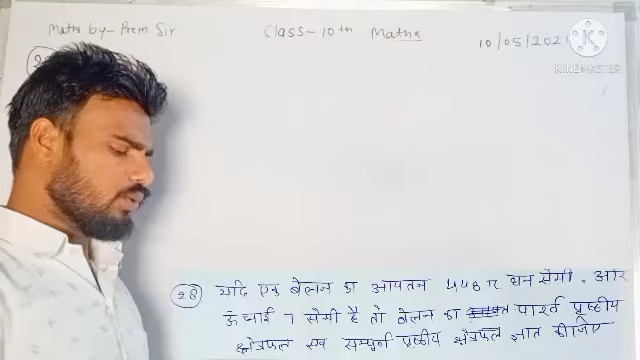 Maths by- Prem Sir
Class- 10th Maths
10/05/202
KINEMASTER
(28) यदि एक बेलन का आयतन 448 π घन सेमी. और
ऊँचाई 7 सेमी है तो बेलन का पार्श्व पृष्ठीय
क्षेत्रफल एवं सम्पूर्ण पृष्ठीय क्षेत्रफल ज्ञात कीजिए